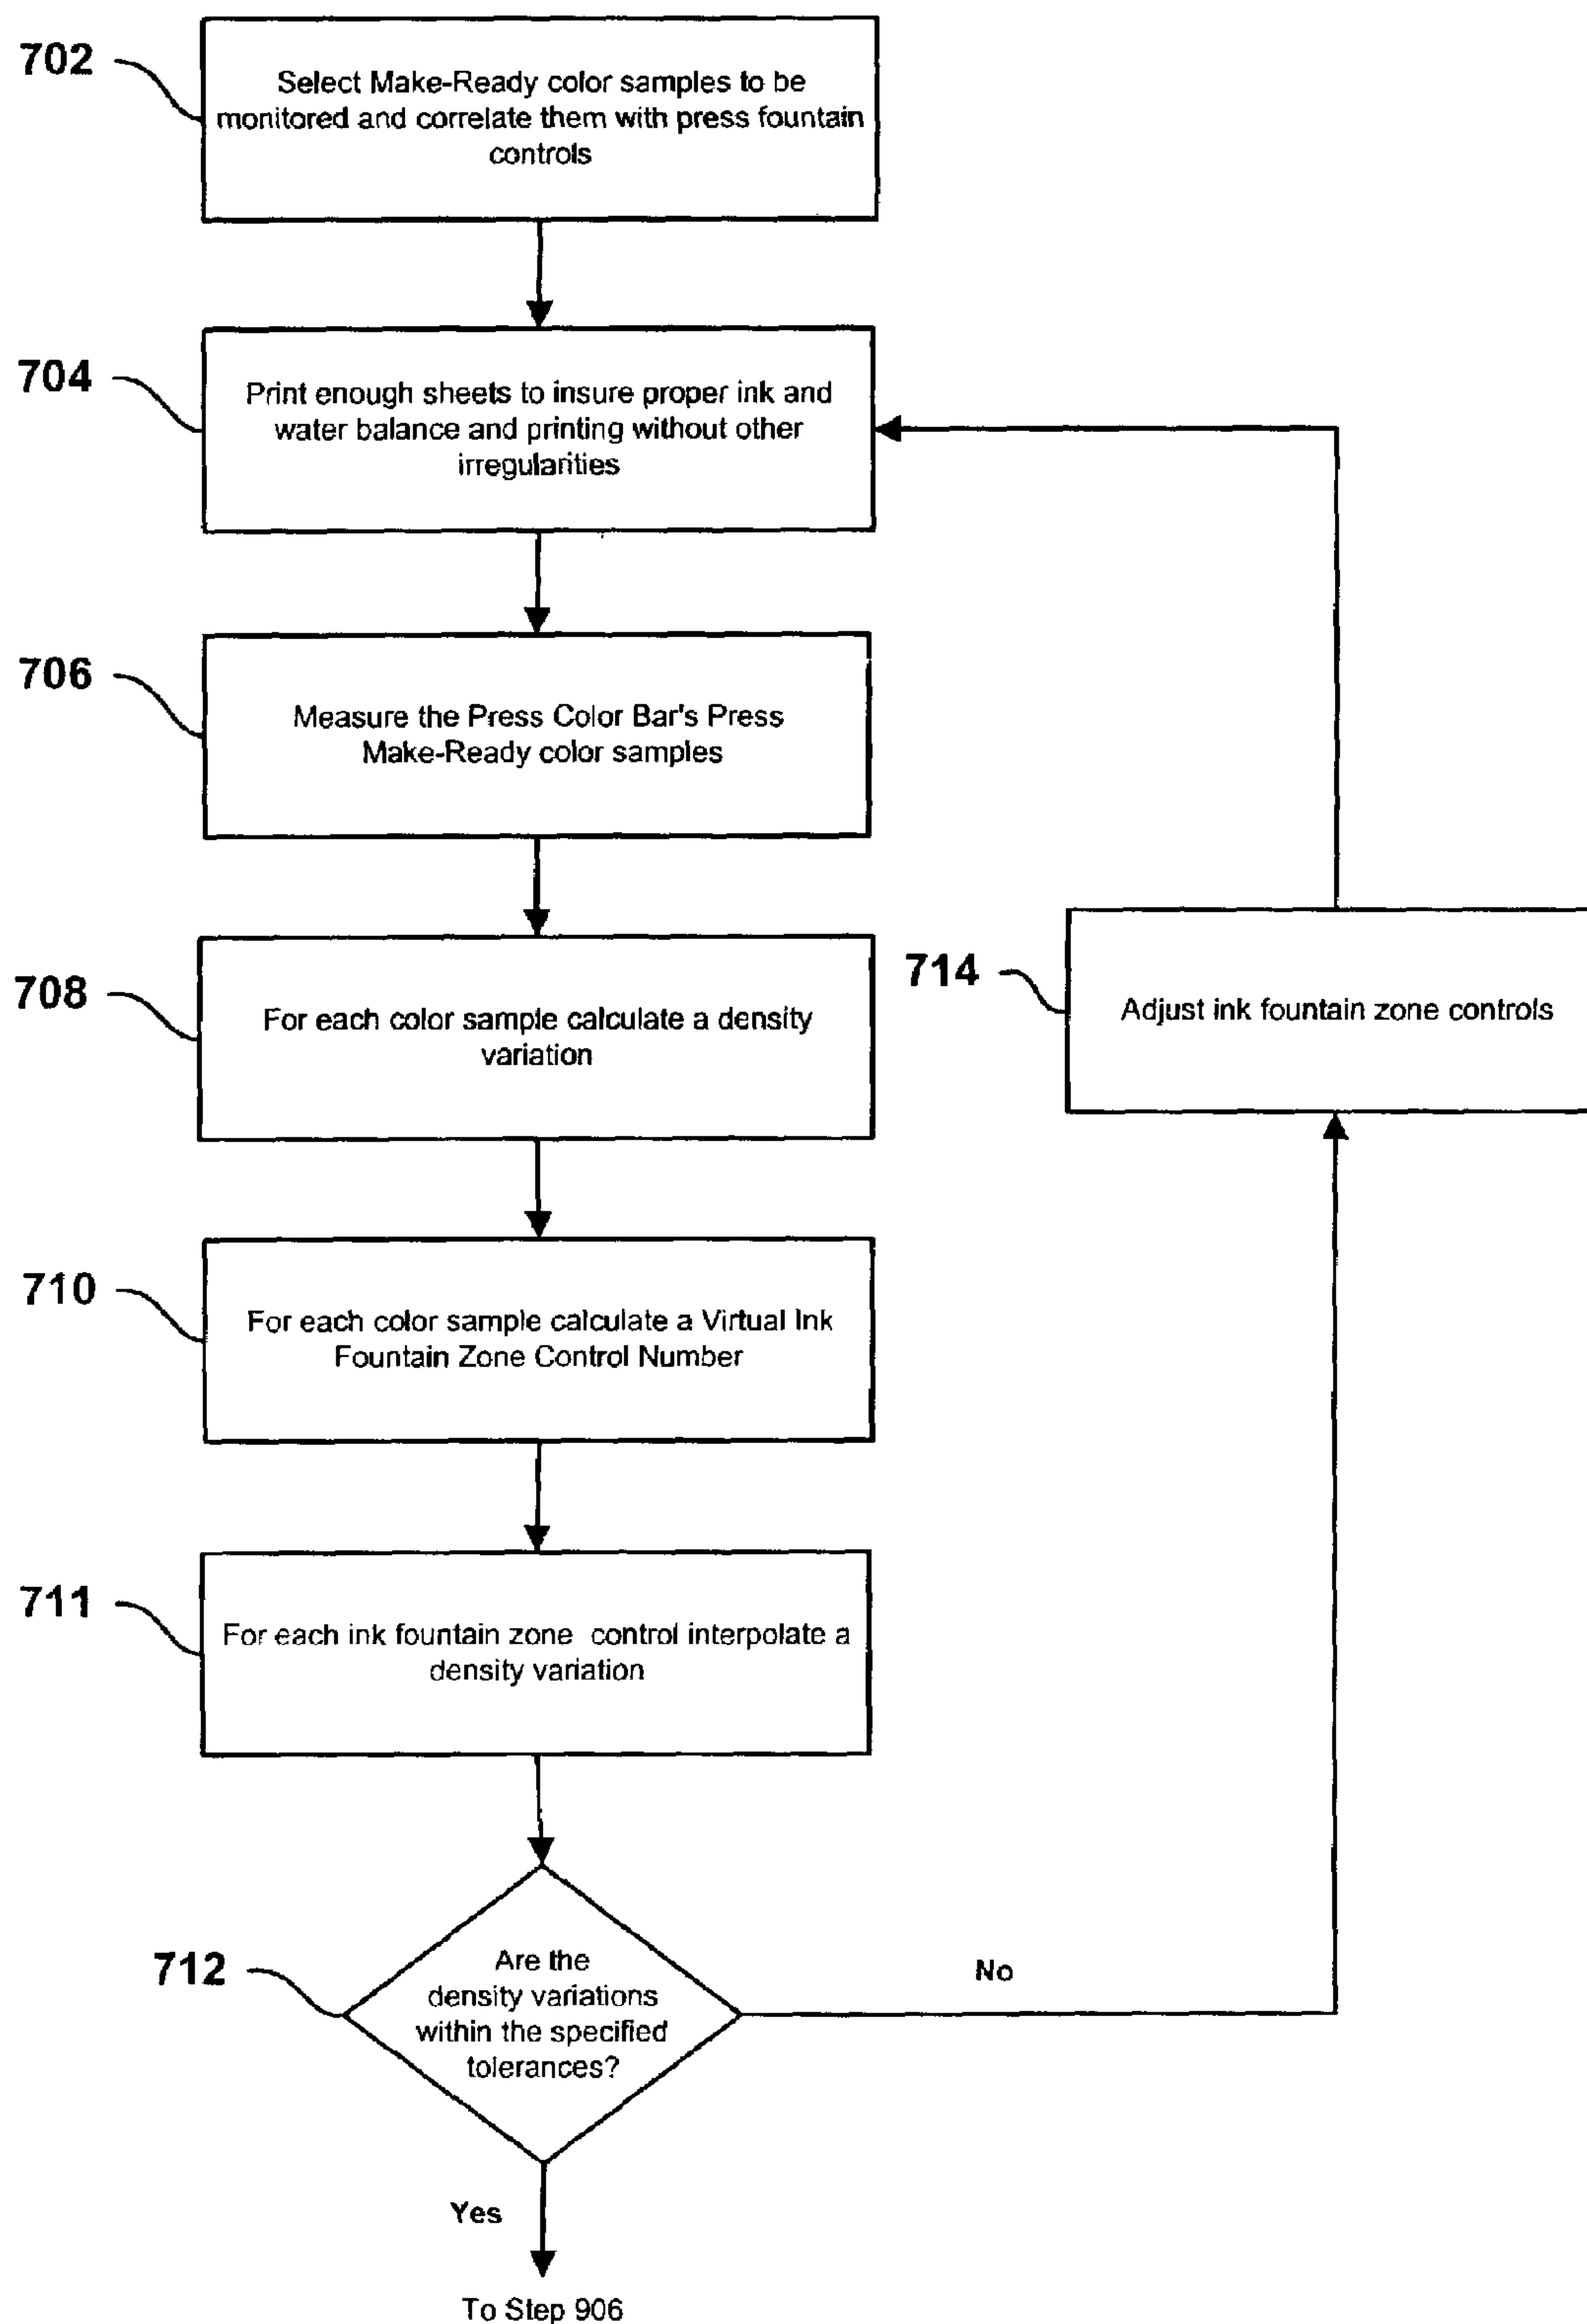 702
Select Make-Ready color samples to be
monitored and correlate them with press fountain
controls
704
Print enough sheets to insure proper ink and
water balance and printing without other
irregularities
706
Measure the Press Color Bar's Press
Make-Ready color samples
708
For each color sample calculate a density
variation
714
Adjust ink fountain zone controls
710
For each color sample calculate a Virtual Ink
Fountain Zone Control Number
711
For each ink fountain zone control interpolate a
density variation
712
Are the
density variations
within the specified
tolerances?
No
Yes
To Step 906